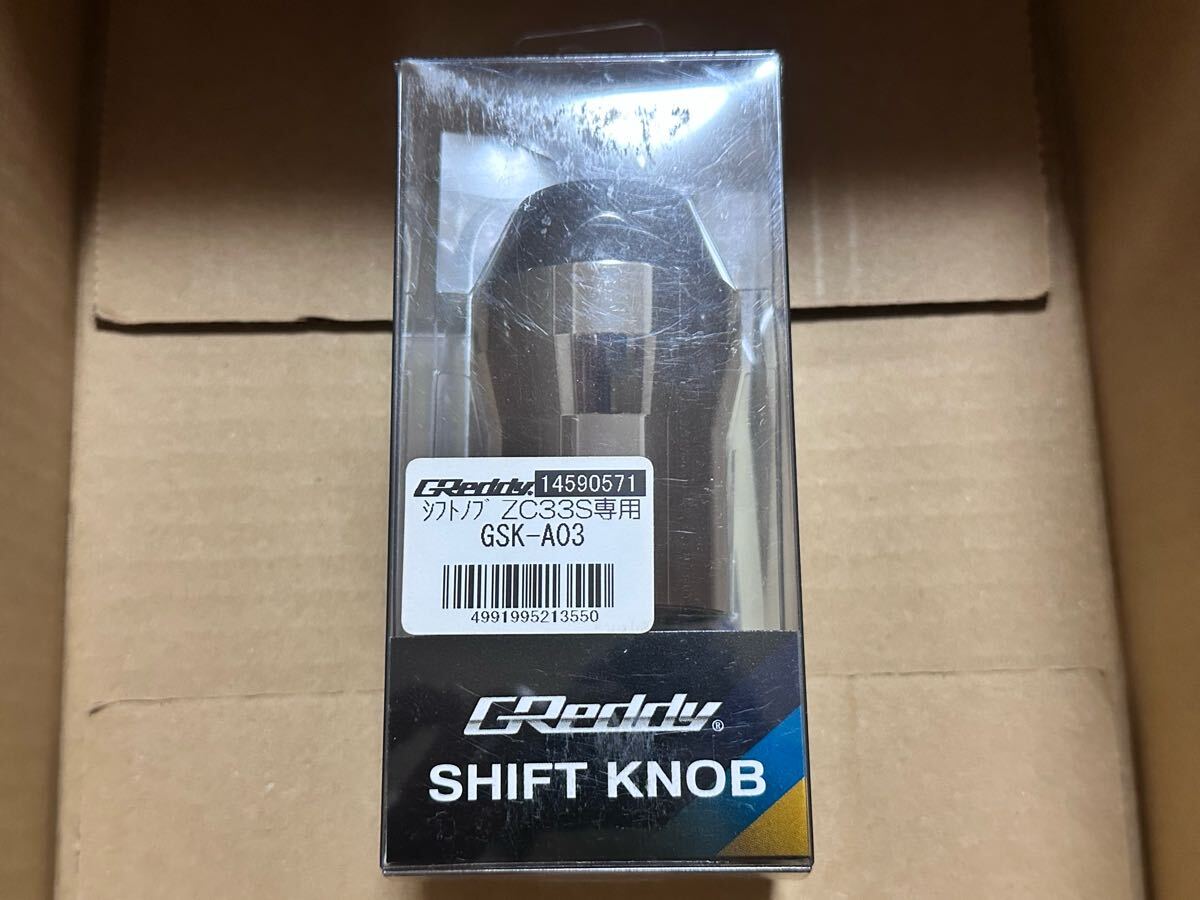 GReddy 14590571
ｼﾌﾄﾉﾌﾞ ZC33S専用
GSK-A03
4991995213550
GReddy®
SHIFT KNOB